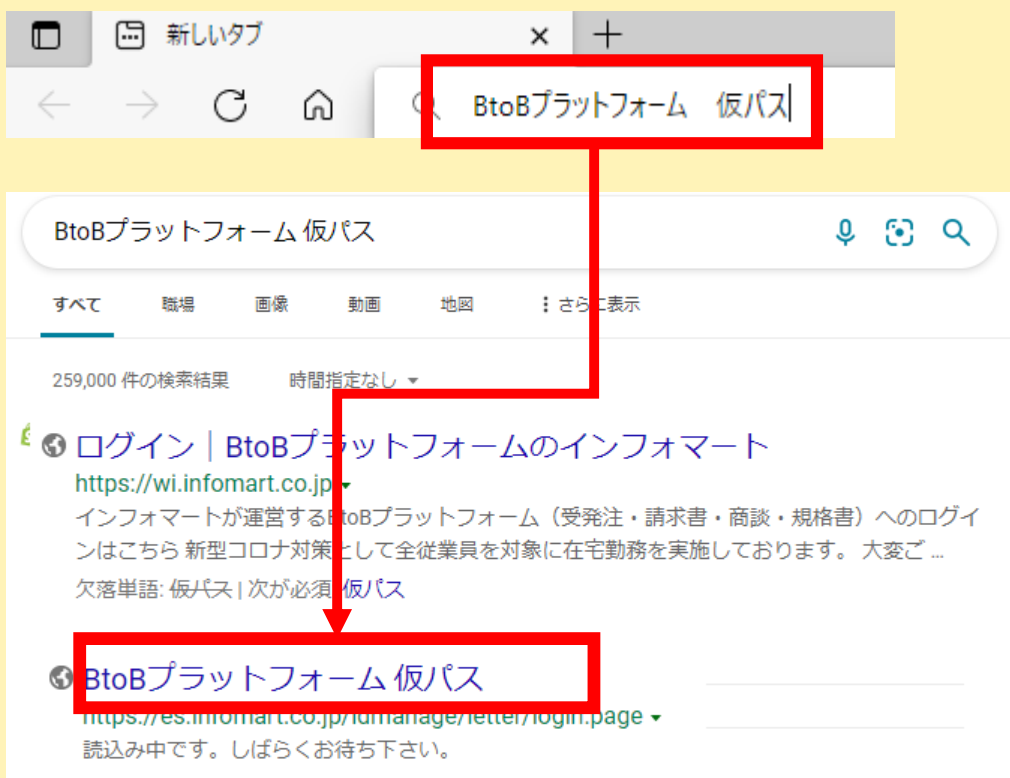 新しいタブ
BtoBプラットフォーム　仮パス
BtoBプラットフォーム 仮パス
すべて 職場 画像 動画 地図 さらに表示
259,000 件の検索結果 時間指定なし
ログイン｜BtoBプラットフォームのインフォマート
https://wi.infomart.co.jp
インフォマートが運営するBtoBプラットフォーム（受発注・請求書・商談・規格書）へのログイ
ンはこちら 新型コロナ対策として全従業員を対象に在宅勤務を実施しております。 大変ご ...
欠落単語: 仮パス | 次が必須: 仮パス
BtoBプラットフォーム 仮パス
https://es.infomart.co.jp/idmanage/letter/login.page
読込み中です。しばらくお待ち下さい。